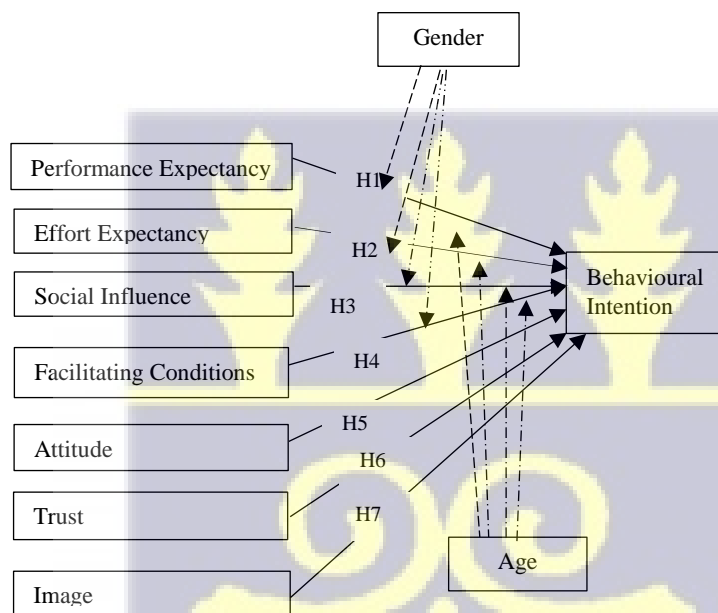 Gender
Performance Expectancy
H1
Effort Expectancy
H2
Behavioural
Intention
Social Influence
H3
Facilitating Conditions
H4
H5
Attitude
H6
Trust
H7
Age
Image